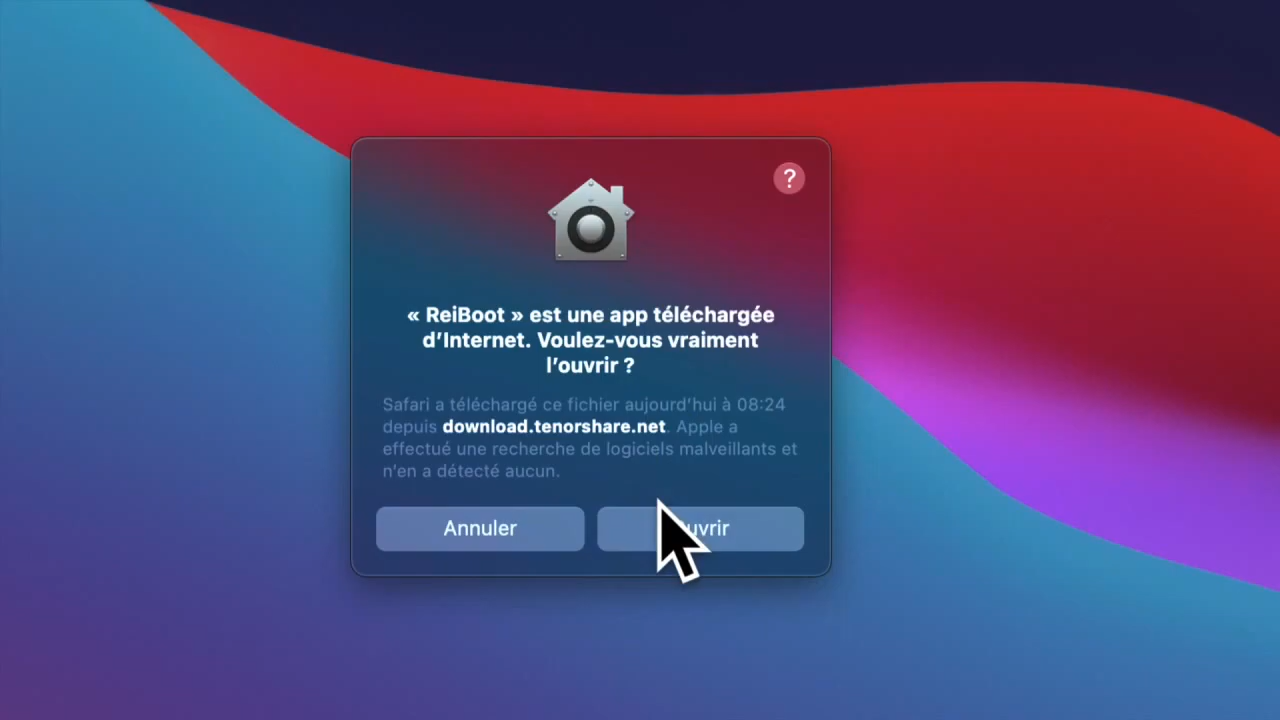 ?
« ReiBoot » est une app téléchargée
d’Internet. Voulez-vous vraiment
l’ouvrir ?
Safari a téléchargé ce fichier aujourd’hui à 08:24
depuis download.tenorshare.net. Apple a
effectué une recherche de logiciels malveillants et
n'en a détecté aucun.
Annuler